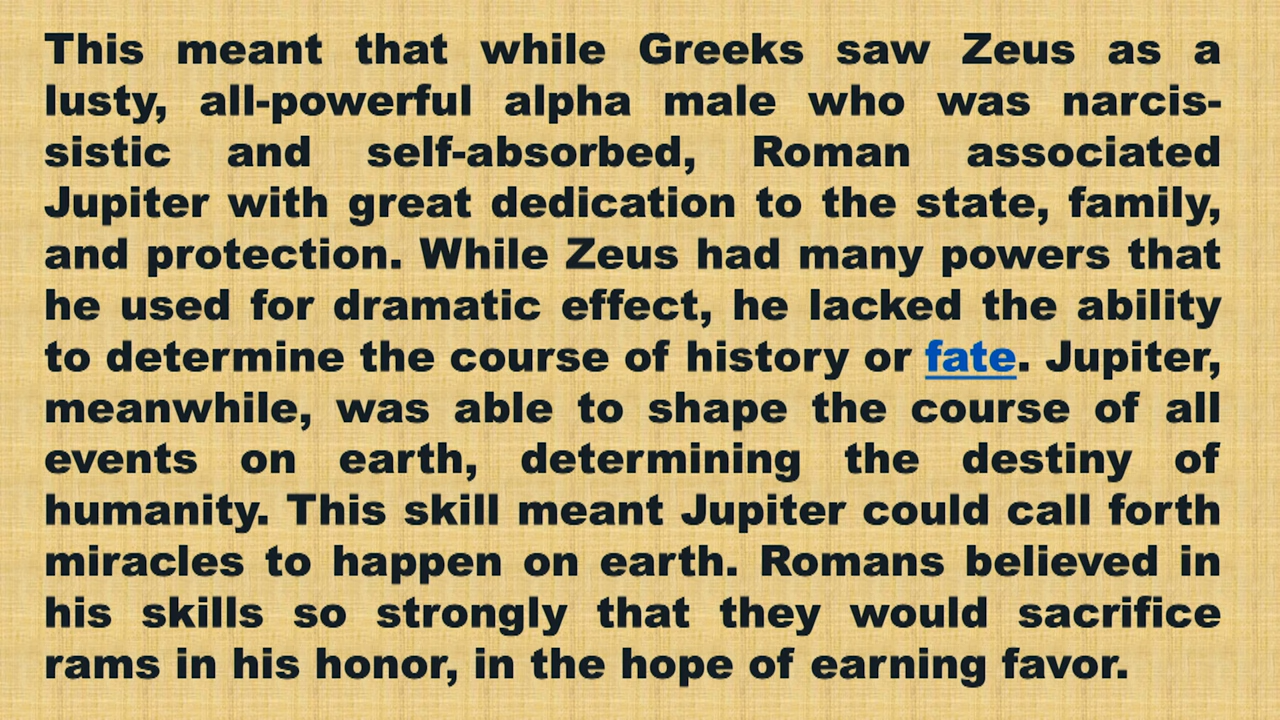 This meant that while Greeks saw Zeus as a
lusty, all-powerful alpha male who was narcis-
sistic and self-absorbed, Roman associated
Jupiter with great dedication to the state, family,
and protection. While Zeus had many powers that
he used for dramatic effect, he lacked the ability
to determine the course of history or fate. Jupiter,
meanwhile, was able to shape the course of all
events on earth, determining the destiny of
humanity. This skill meant Jupiter could call forth
miracles to happen on earth. Romans believed in
his skills so strongly that they would sacrifice
rams in his honor, in the hope of earning favor.